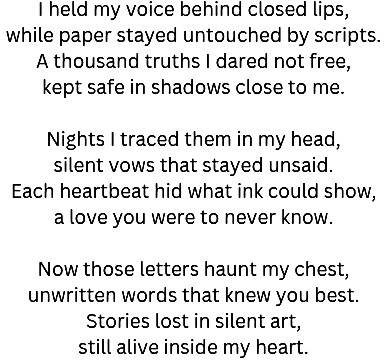 I held my voice behind closed lips,
while paper stayed untouched by scripts.
A thousand truths I dared not free,
kept safe in shadows close to me.

Nights I traced them in my head,
silent vows that stayed unsaid.
Each heartbeat hid what ink could show,
a love you were to never know.

Now those letters haunt my chest,
unwritten words that knew you best.
Stories lost in silent art,
still alive inside my heart.